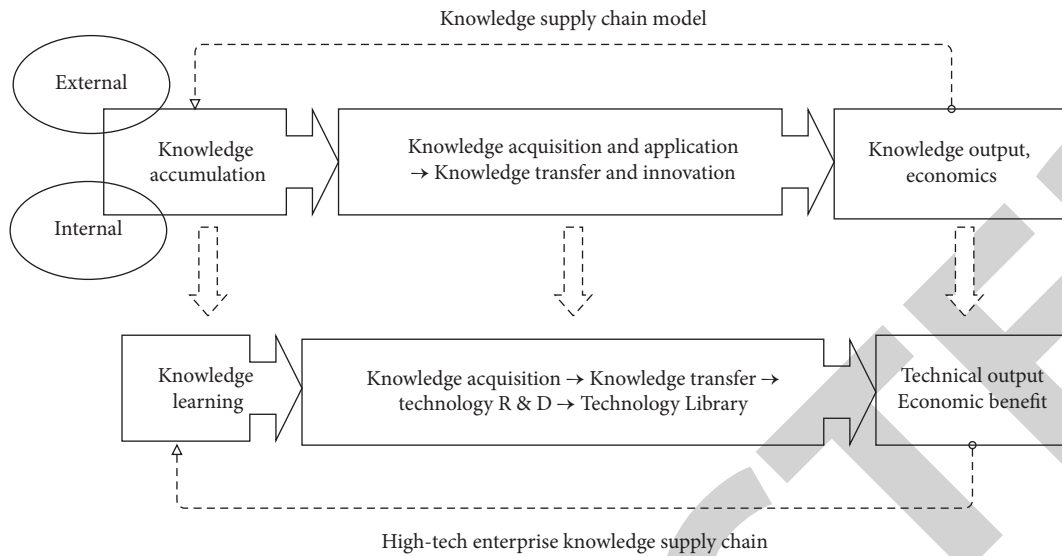 Knowledge supply chain model
External
Internal
Knowledge
accumulation
Knowledge acquisition and application
→ Knowledge transfer and innovation
Knowledge output,
economics
Knowledge
learning
Knowledge acquisition → Knowledge transfer →
technology R & D → Technology Library
Technical output
Economic benefit
High-tech enterprise knowledge supply chain